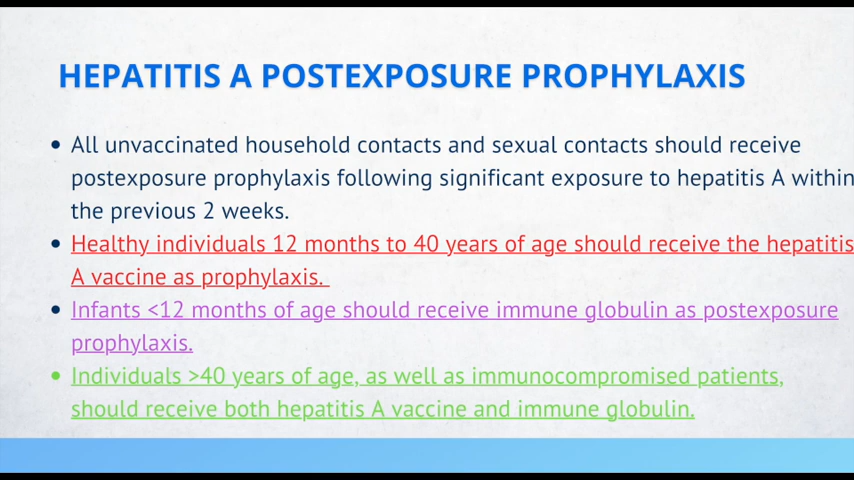 HEPATITIS A POSTEXPOSURE PROPHYLAXIS
• All unvaccinated household contacts and sexual contacts should receive
postexposure prophylaxis following significant exposure to hepatitis A within
the previous 2 weeks.
• Healthy individuals 12 months to 40 years of age should receive the hepatitis
A vaccine as prophylaxis.
• Infants <12 months of age should receive immune globulin as postexposure
prophylaxis.
• Individuals >40 years of age, as well as immunocompromised patients,
should receive both hepatitis A vaccine and immune globulin.